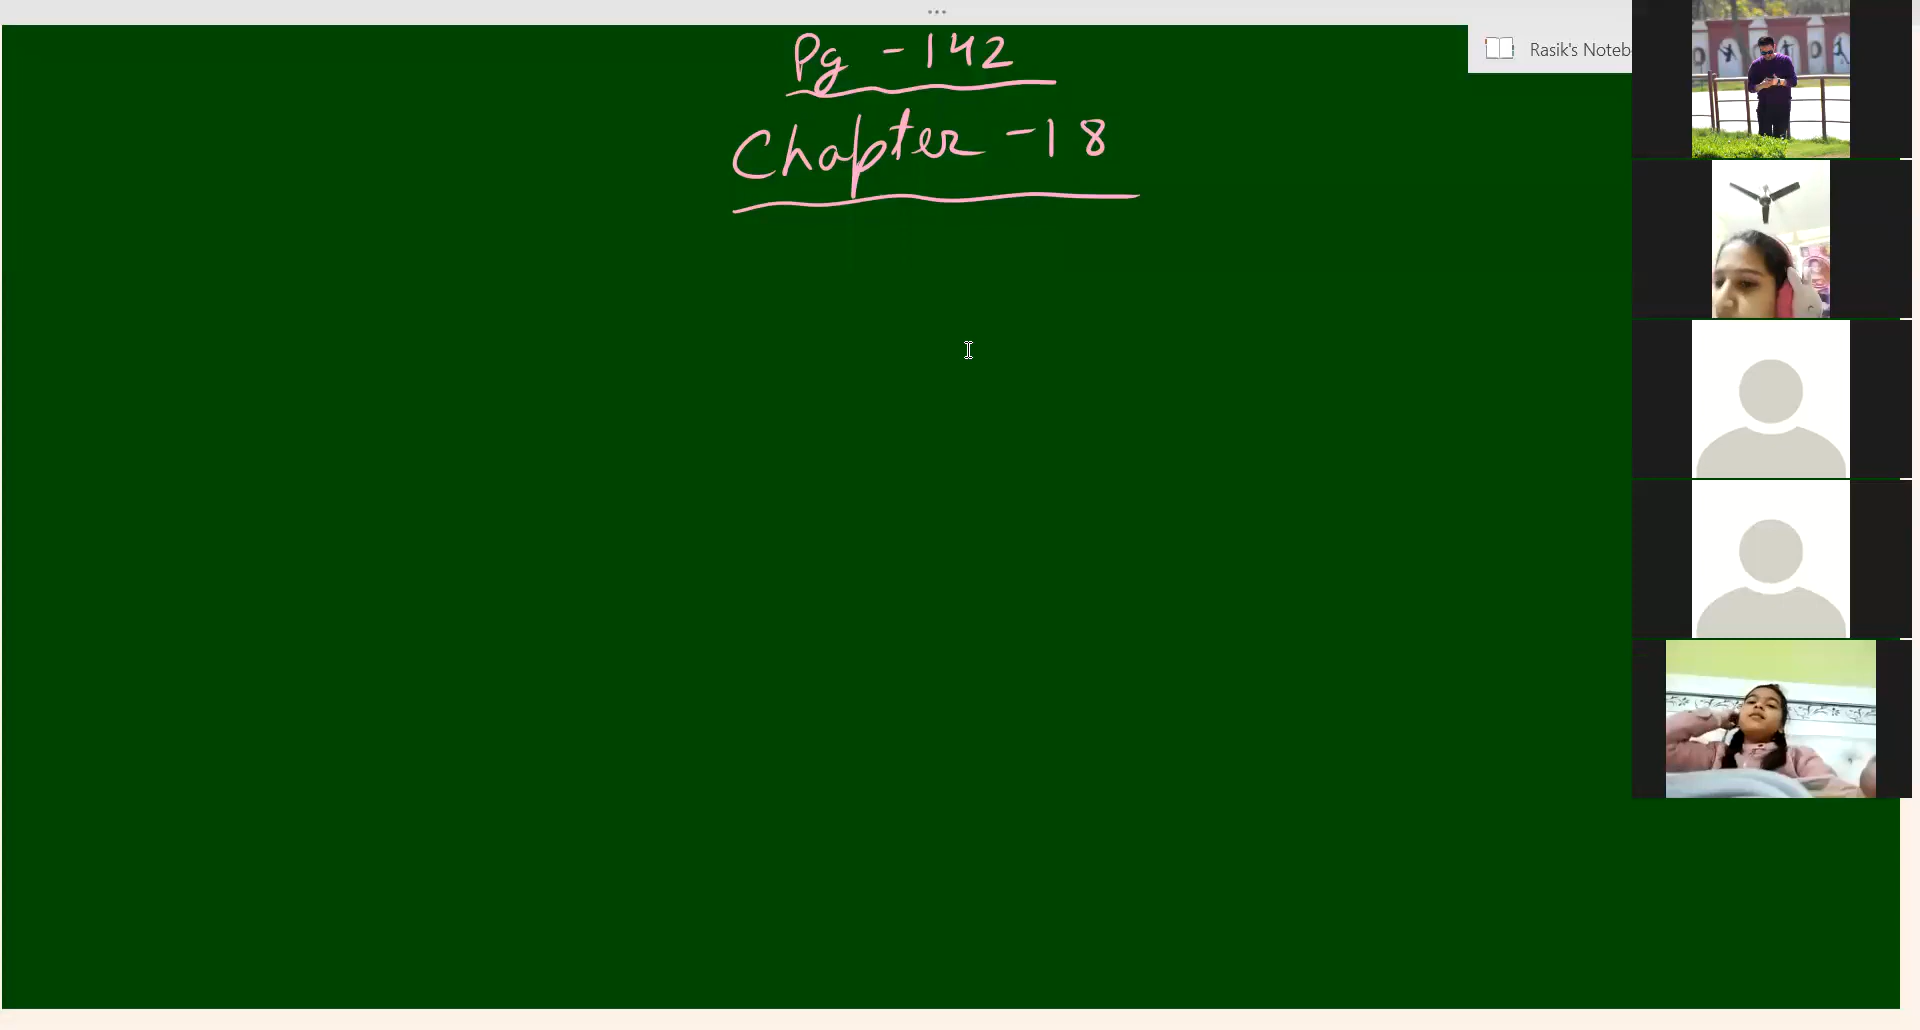 Pg - 142
Chapter - 18
Rasik's Noteb